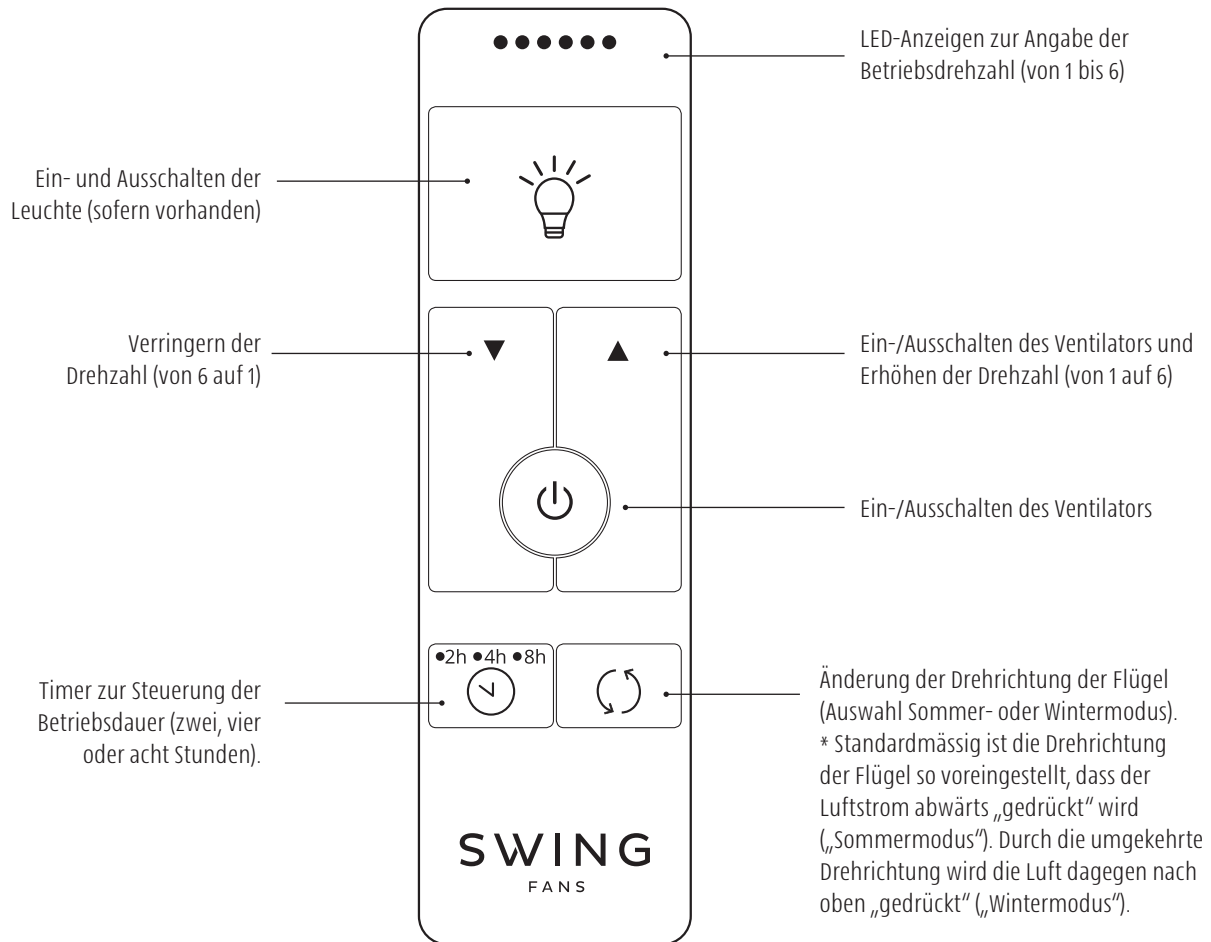 LED-Anzeigen zur Angabe der
Betriebsdrehzahl (von 1 bis 6)
Ein- und Ausschalten der
Leuchte (sofern vorhanden)
Verringern der
Drehzahl (von 6 auf 1)
Ein-/Ausschalten des Ventilators und
Erhöhen der Drehzahl (von 1 auf 6)
Ein-/Ausschalten des Ventilators
•2h •4h •8h
Timer zur Steuerung der
Betriebsdauer (zwei, vier
oder acht Stunden).
Änderung der Drehrichtung der Flügel
(Auswahl Sommer- oder Wintermodus).
* Standardmässig ist die Drehrichtung
der Flügel so voreingestellt, dass der
Luftstrom abwärts „gedrückt“ wird
(„Sommermodus“). Durch die umgekehrte
Drehrichtung wird die Luft dagegen nach
oben „gedrückt“ („Wintermodus“).
SWING
FANS